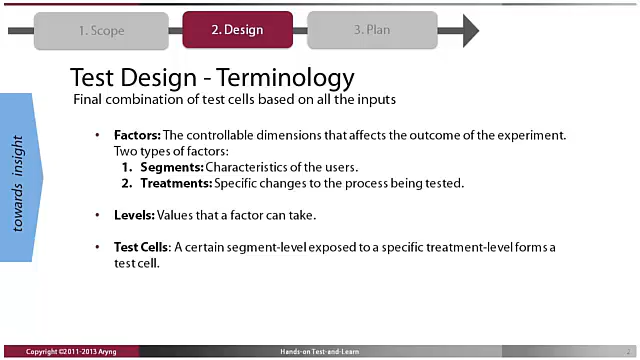 1. Scope
2. Design
3. Plan
Test Design - Terminology
Final combination of test cells based on all the inputs
towards insight
• Factors: The controllable dimensions that affects the outcome of the experiment.
Two types of factors:
1. Segments: Characteristics of the users.
2. Treatments: Specific changes to the process being tested.
• Levels: Values that a factor can take.
• Test Cells: A certain segment-level exposed to a specific treatment-level forms a
test cell.
Copyright ©2011-2013 Aryng
Hands-on Test-and-Learn
2